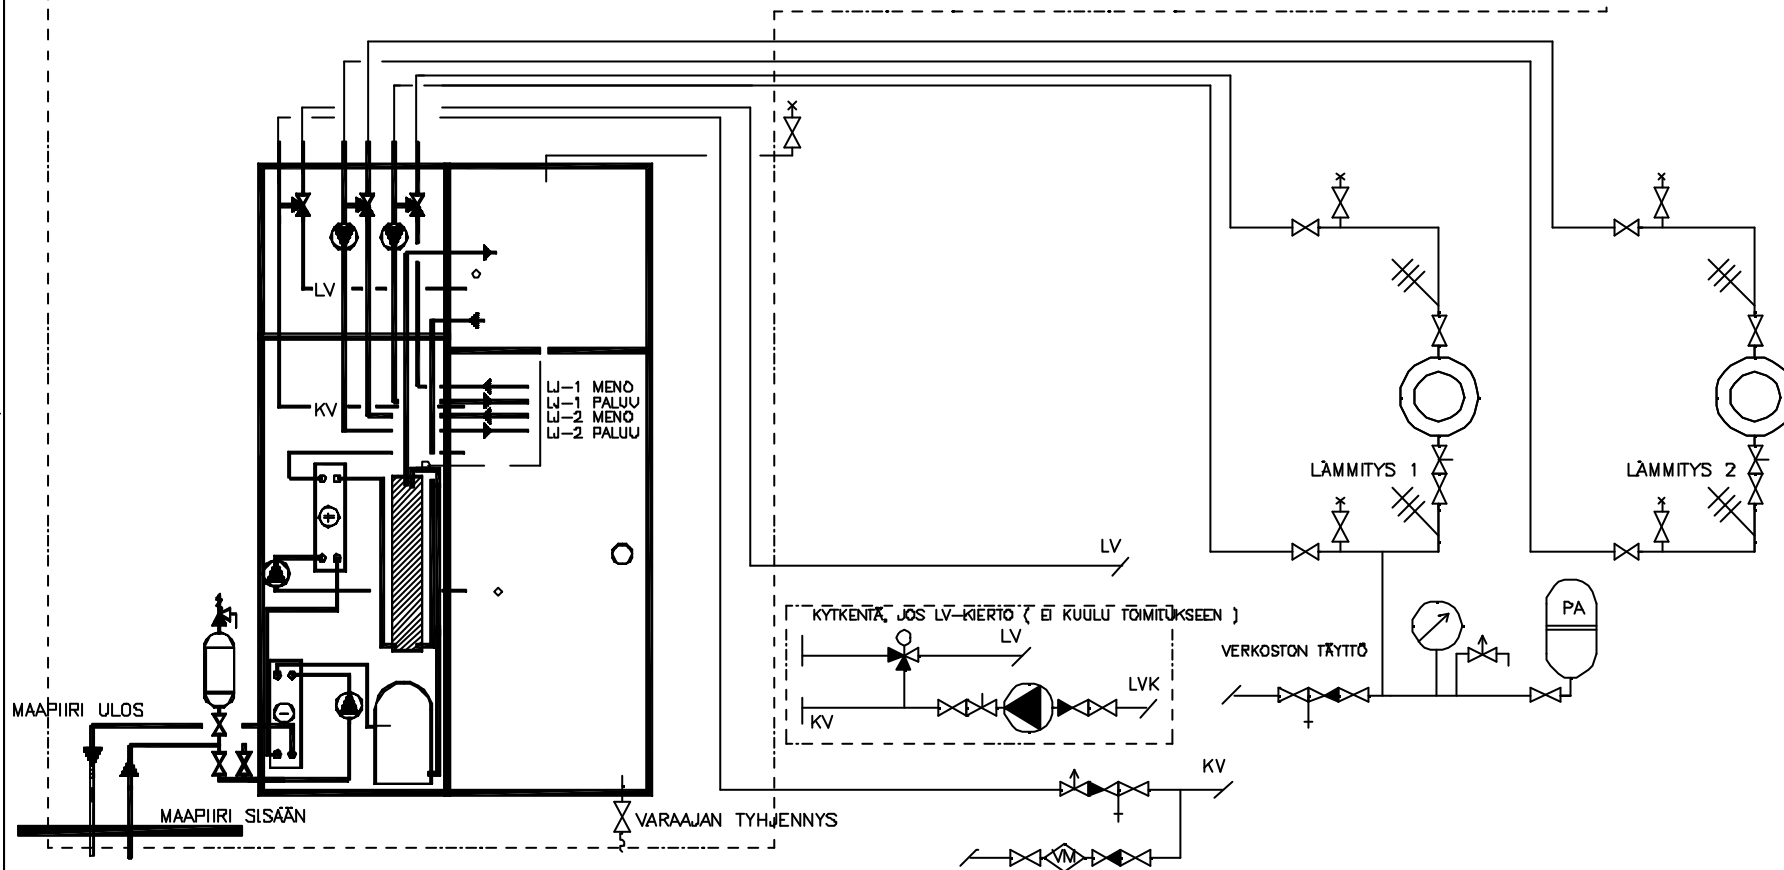 LV
KV
LJ-1 MENO
LJ-1 PALUU
LJ-2 MENO
LJ-2 PALUU
LÄMMITYS 1
LÄMMITYS 2
LV
KYTKENTÄ, JOS LV-KIERTO ( EI KUULU TOIMITUKSEEN )
LV
LVK
KV
PA
VERKOSTON TÄYTTÖ
MAAPIIRI ULOS
MAAPIIRI SISÄÄN
VARAAJAN TYHJENNYS
KV
VM